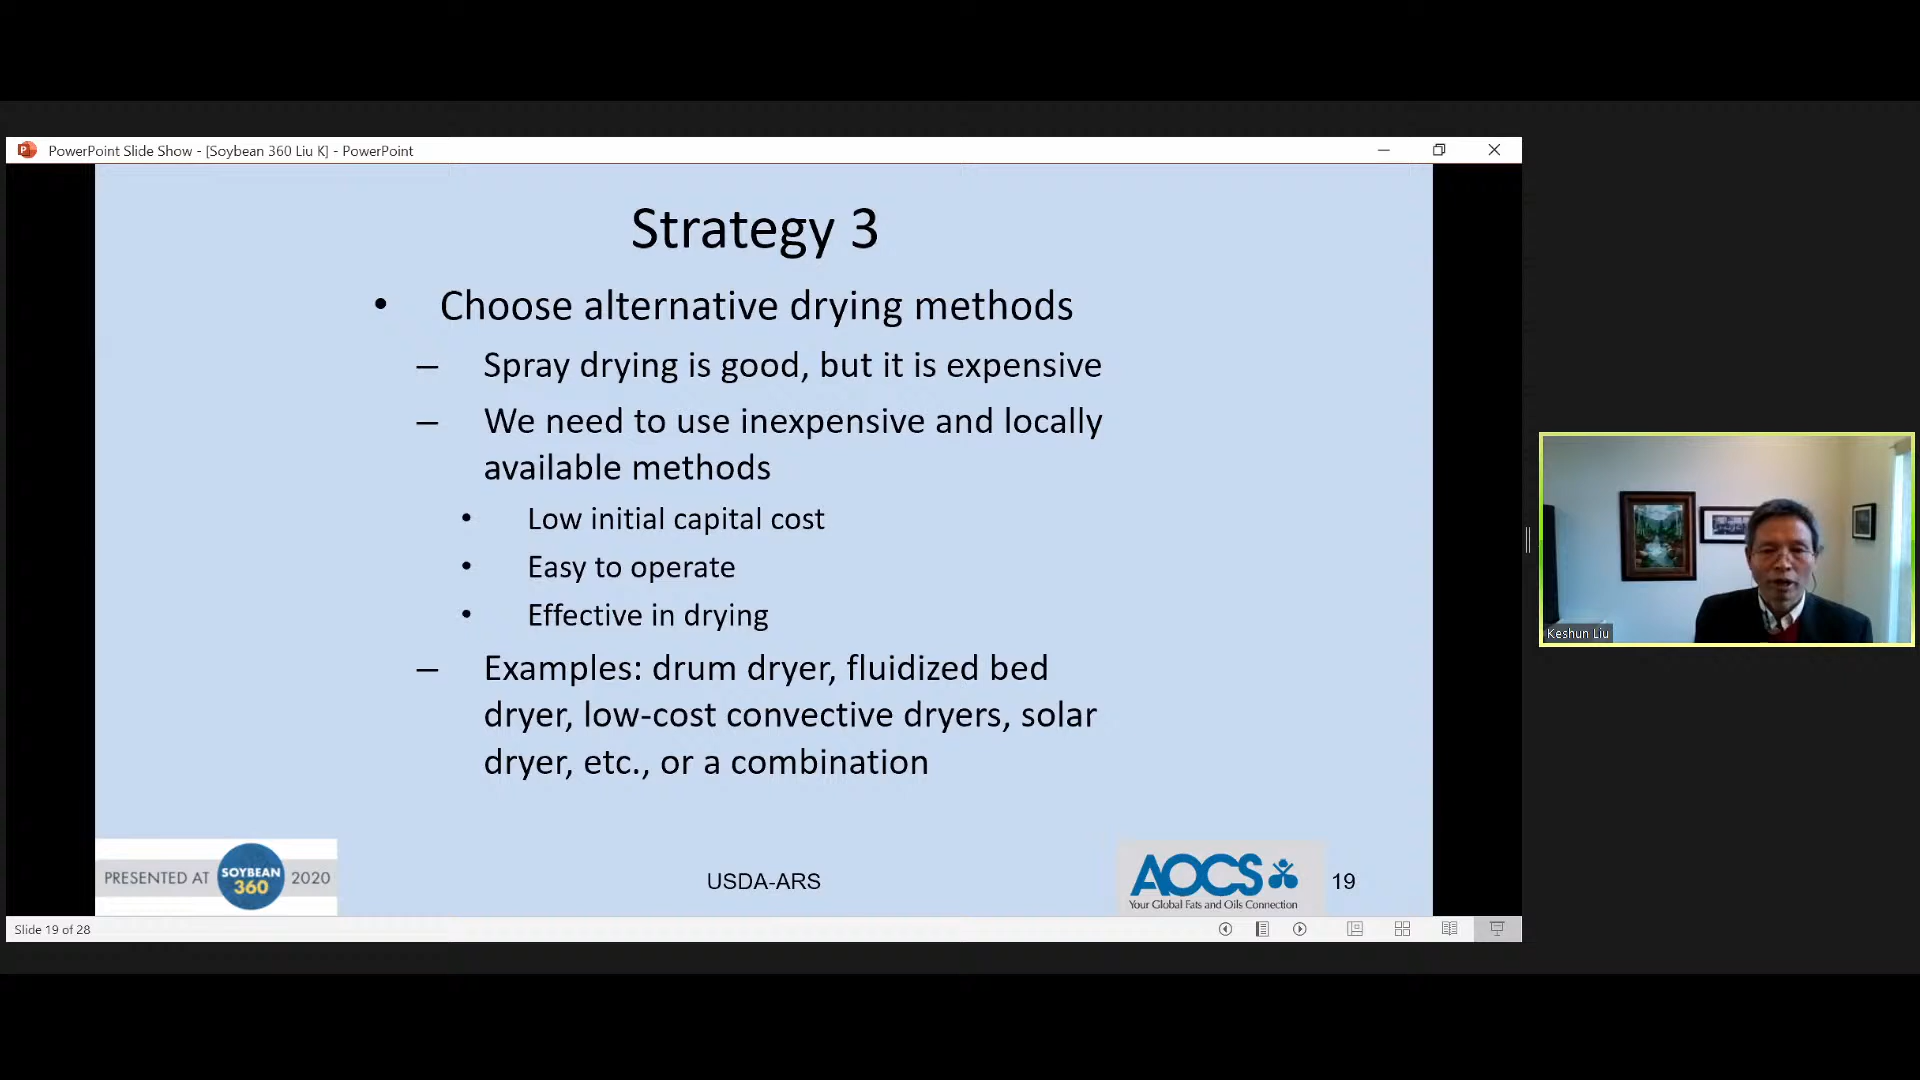 PowerPoint Slide Show - [Soybean 360 Liu K] - PowerPoint
Strategy 3
• Choose alternative drying methods
– Spray drying is good, but it is expensive
– We need to use inexpensive and locally
available methods
• Low initial capital cost
• Easy to operate
• Effective in drying
– Examples: drum dryer, fluidized bed
dryer, low-cost convective dryers, solar
dryer, etc., or a combination
Keshun Liu
PRESENTED AT SOYBEAN 360 2020
USDA-ARS
AOCS
Your Global Fats and Oils Connection
19
Slide 19 of 28